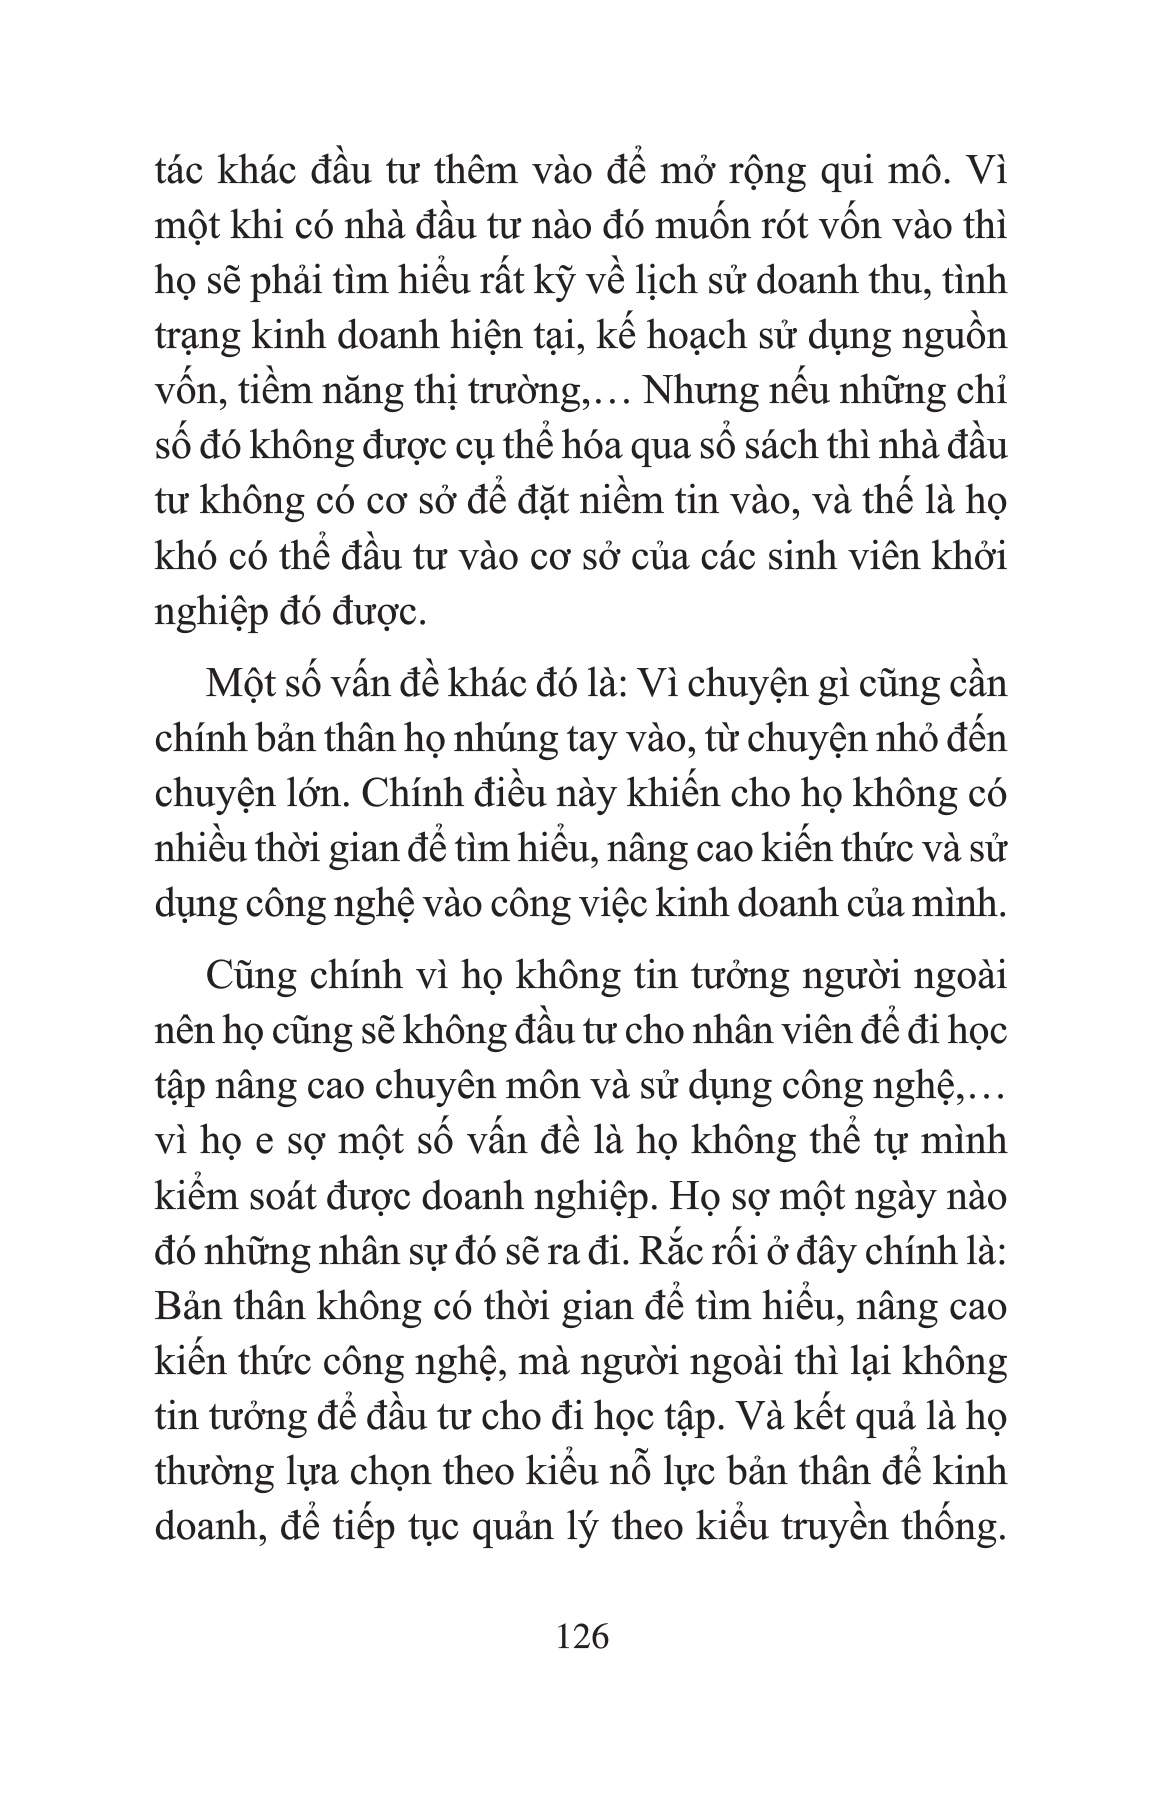 tác khác đầu tư thêm vào để mở rộng qui mô. Vì
một khi có nhà đầu tư nào đó muốn rót vốn vào thì
họ sẽ phải tìm hiểu rất kỹ về lịch sử doanh thu, tình
trạng kinh doanh hiện tại, kế hoạch sử dụng nguồn
vốn, tiềm năng thị trường,… Nhưng nếu những chỉ
số đó không được cụ thể hóa qua sổ sách thì nhà đầu
tư không có cơ sở để đặt niềm tin vào, và thế là họ
khó có thể đầu tư vào cơ sở của các sinh viên khởi
nghiệp đó được.
Một số vấn đề khác đó là: Vì chuyện gì cũng cần
chính bản thân họ nhúng tay vào, từ chuyện nhỏ đến
chuyện lớn. Chính điều này khiến cho họ không có
nhiều thời gian để tìm hiểu, nâng cao kiến thức và sử
dụng công nghệ vào công việc kinh doanh của mình.
Cũng chính vì họ không tin tưởng người ngoài
nên họ cũng sẽ không đầu tư cho nhân viên để đi học
tập nâng cao chuyên môn và sử dụng công nghệ,…
vì họ e sợ một số vấn đề là họ không thể tự mình
kiểm soát được doanh nghiệp. Họ sợ một ngày nào
đó những nhân sự đó sẽ ra đi. Rắc rối ở đây chính là:
Bản thân không có thời gian để tìm hiểu, nâng cao
kiến thức công nghệ, mà người ngoài thì lại không
tin tưởng để đầu tư cho đi học tập. Và kết quả là họ
thường lựa chọn theo kiểu nỗ lực bản thân để kinh
doanh, để tiếp tục quản lý theo kiểu truyền thống.
126